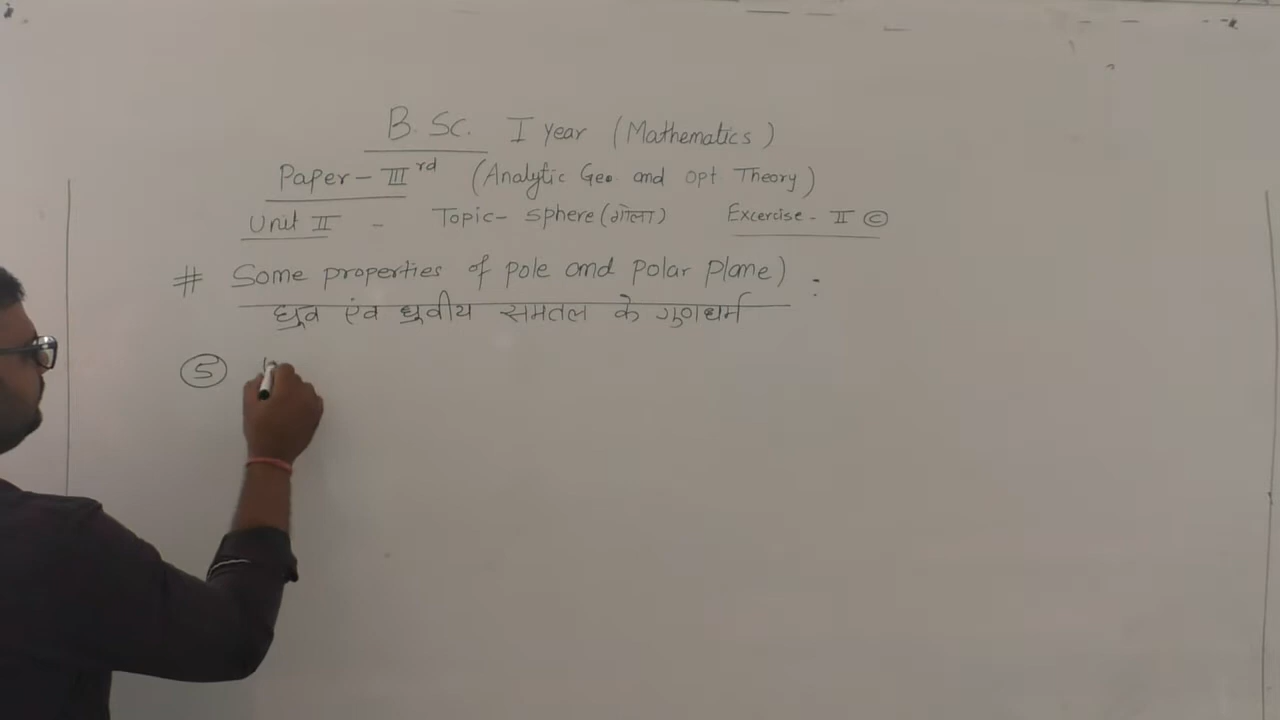 B.Sc. I year (Mathematics)
Paper - III rd (Analytic Geo. and opt Theory)
Unit II - Topic - sphere (गोला) Excercise - II ©
# Some properties of pole and polar plane) :
ध्रुव एंव ध्रुवीय समतल के गुणधर्म
5